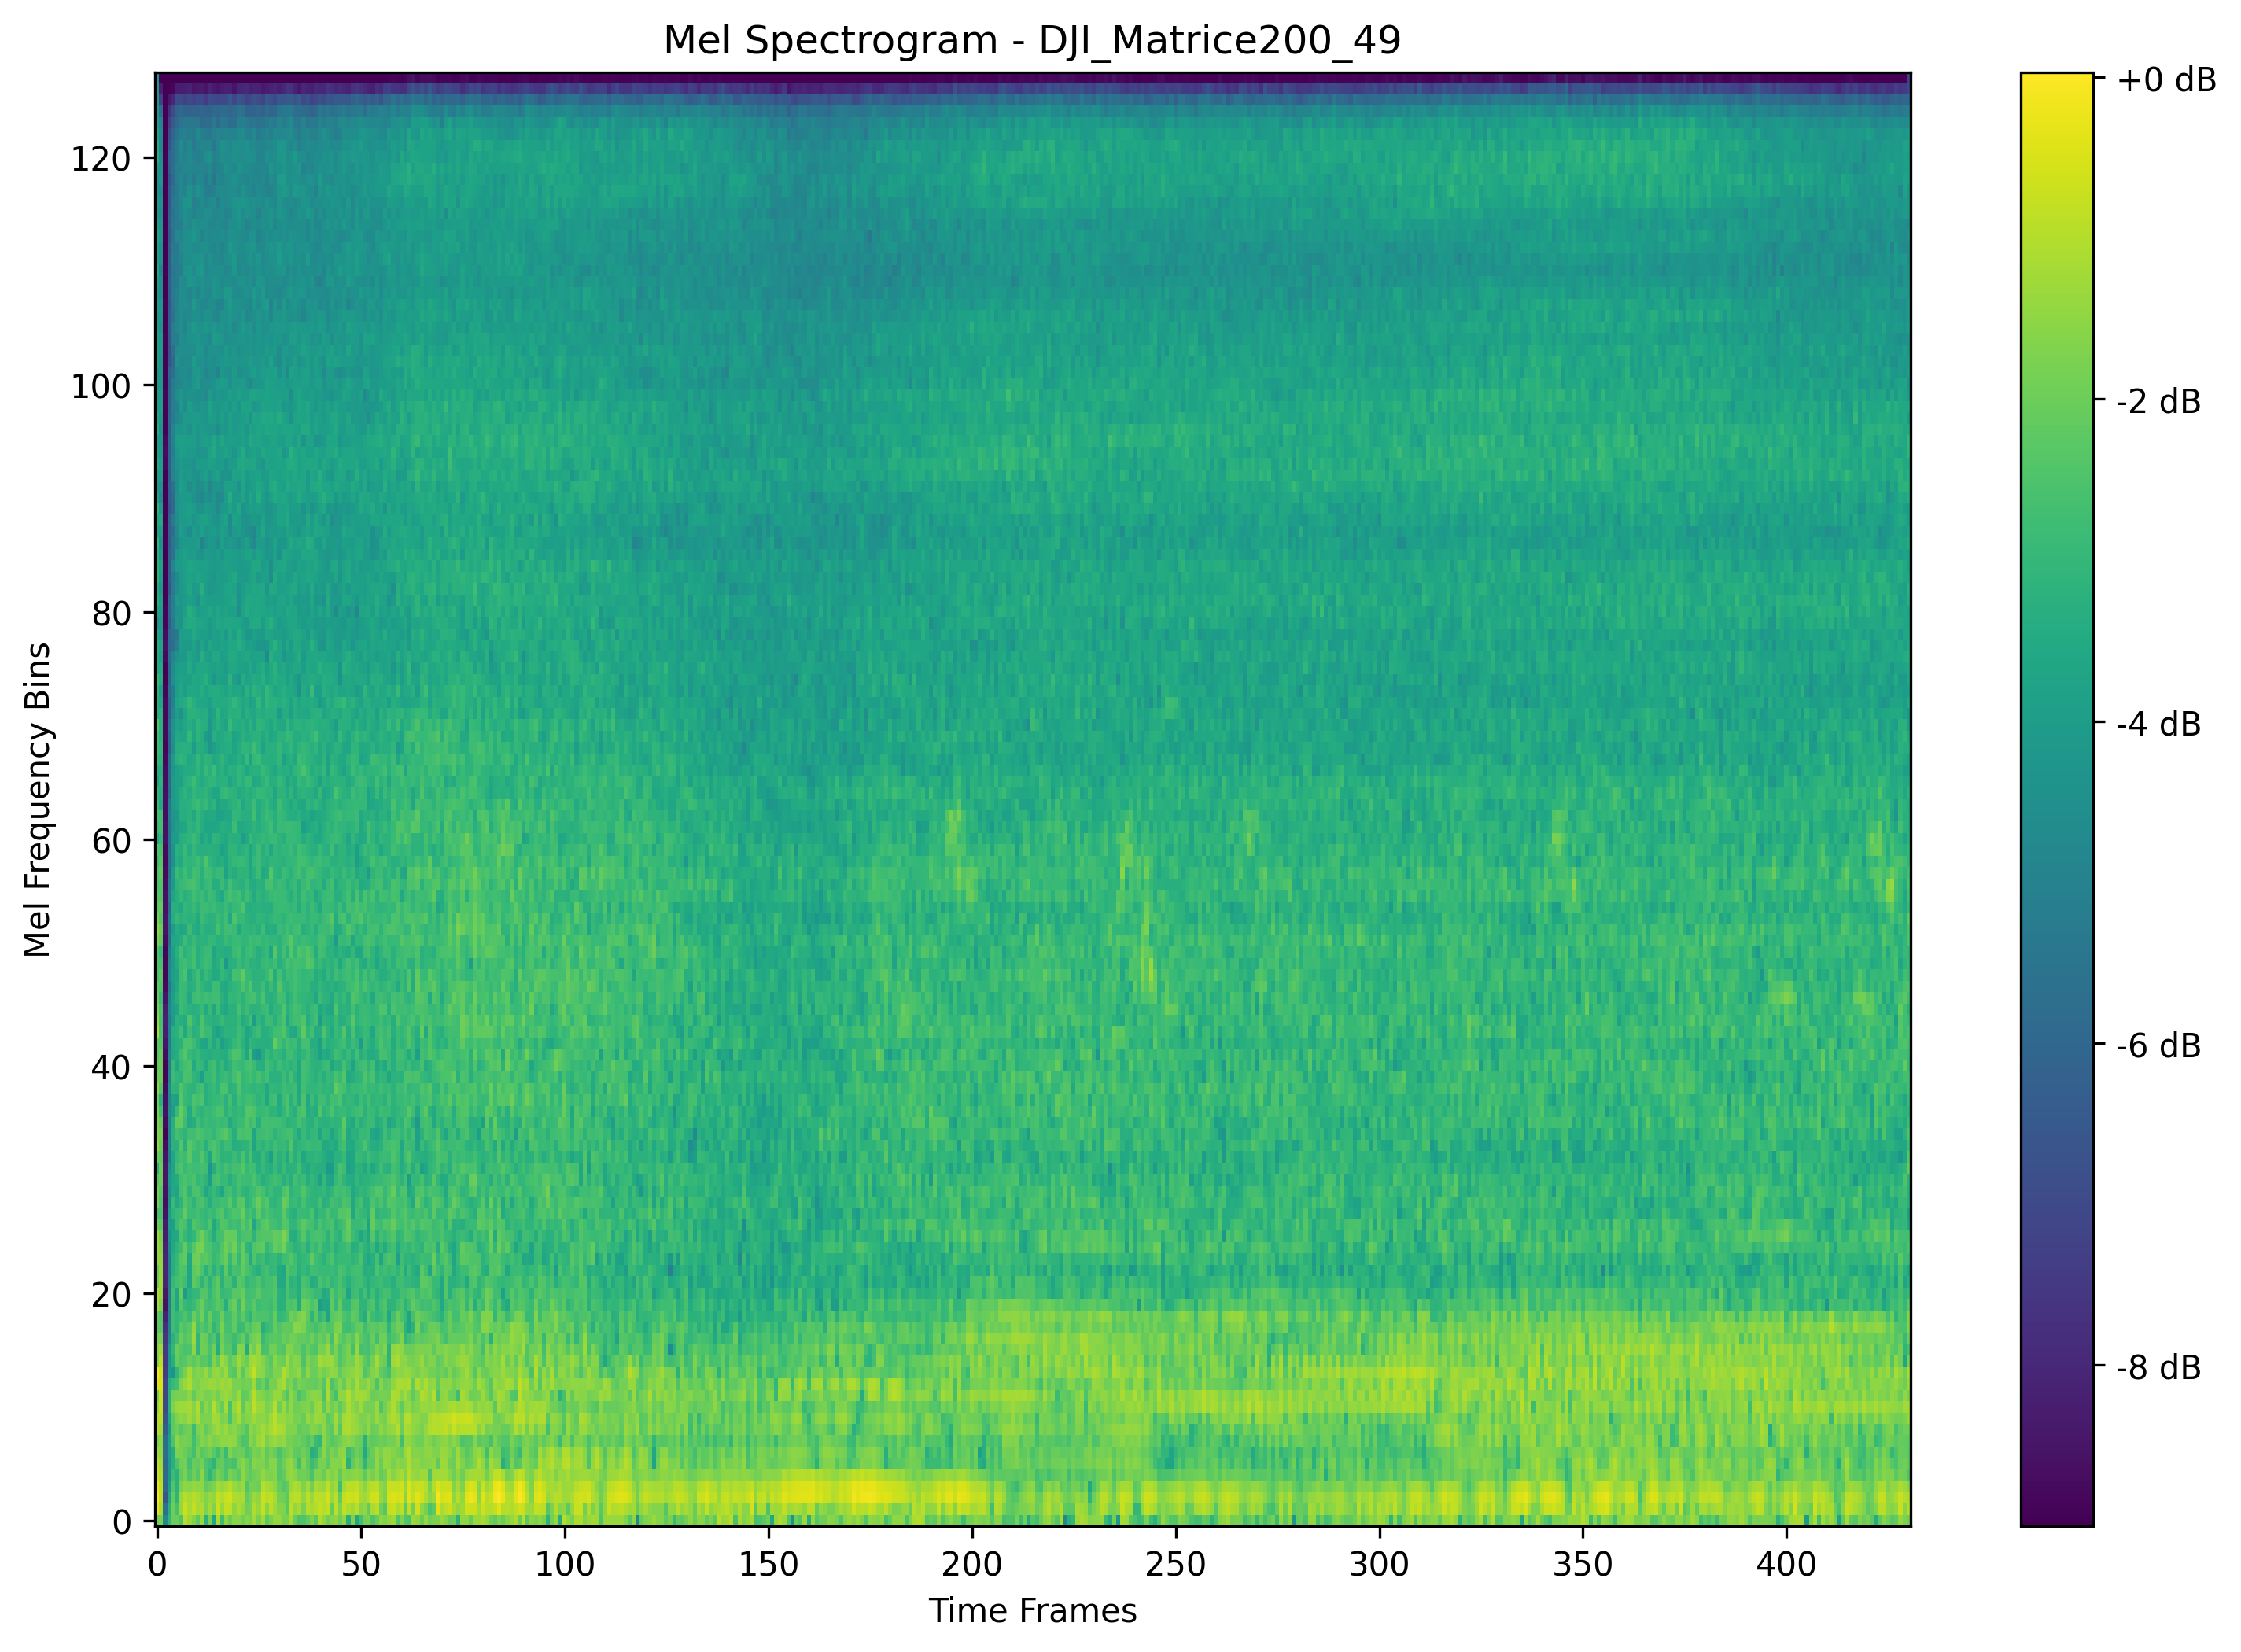 Mel Spectrogram - DJI_Matrice200_49
Mel Frequency Bins
120
100
80
60
40
20
0
0 50 100 150 200 250 300 350 400
Time Frames
+0 dB
-2 dB
-4 dB
-6 dB
-8 dB